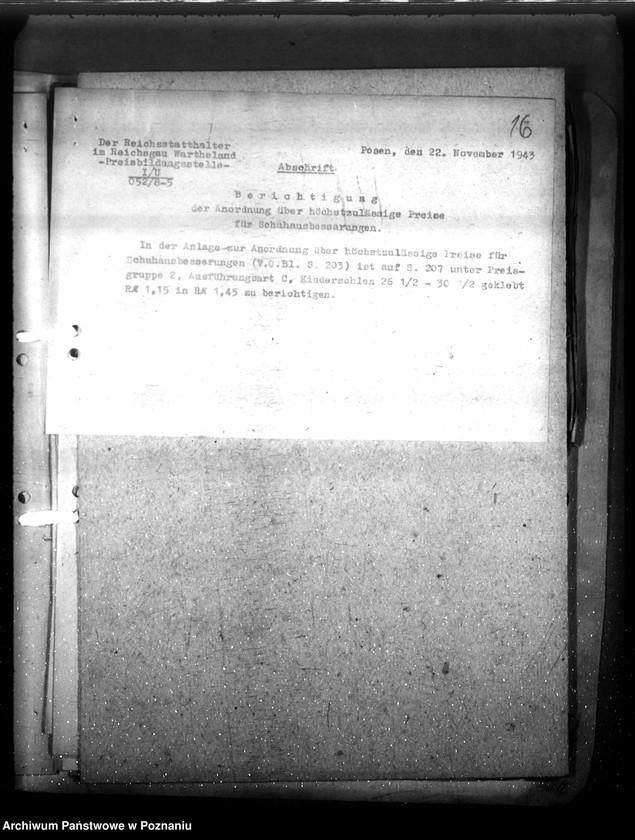 16
Der Reichsstatthalter
im Reichsgau Wartheland
-Preisbildungsstelle-
I/U
052/8-5
Posen, den 22. November 1943
Abschrift
B e r i c h t i g u n g
der Anordnung über höchstzulässige Preise
für Schuhausbesserungen.
In der Anlage zur Anordnung über höchstzulässige Preise für
Schuhausbesserungen (V.O.Bl. S. 203) ist auf S. 207 unter Preis-
gruppe 2, Ausführungsart C, Kindersohlen 26 1/2 - 30 1/2 geklebt
RM 1,15 in RM 1,45 zu berichtigen.
Archiwum Państwowe w Poznaniu